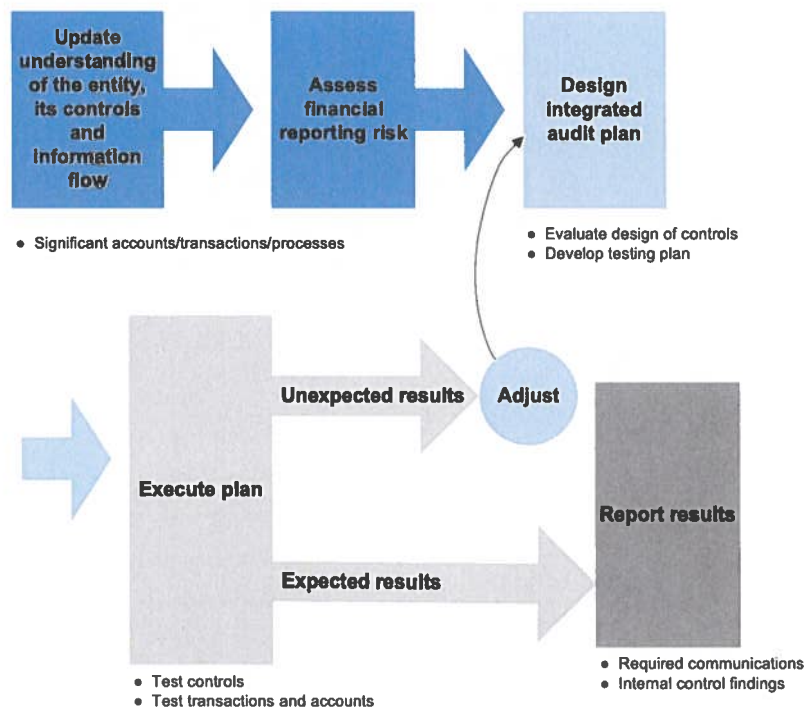 Update
understanding
of the entity,
its controls
and
information
flow
Assess
financial
reporting risk
Design
integrated
audit plan
• Significant accounts/transactions/processes
• Evaluate design of controls
• Develop testing plan
Unexpected results
Adjust
Execute plan
Report results
Expected results
• Test controls
• Test transactions and accounts
• Required communications
• Internal control findings